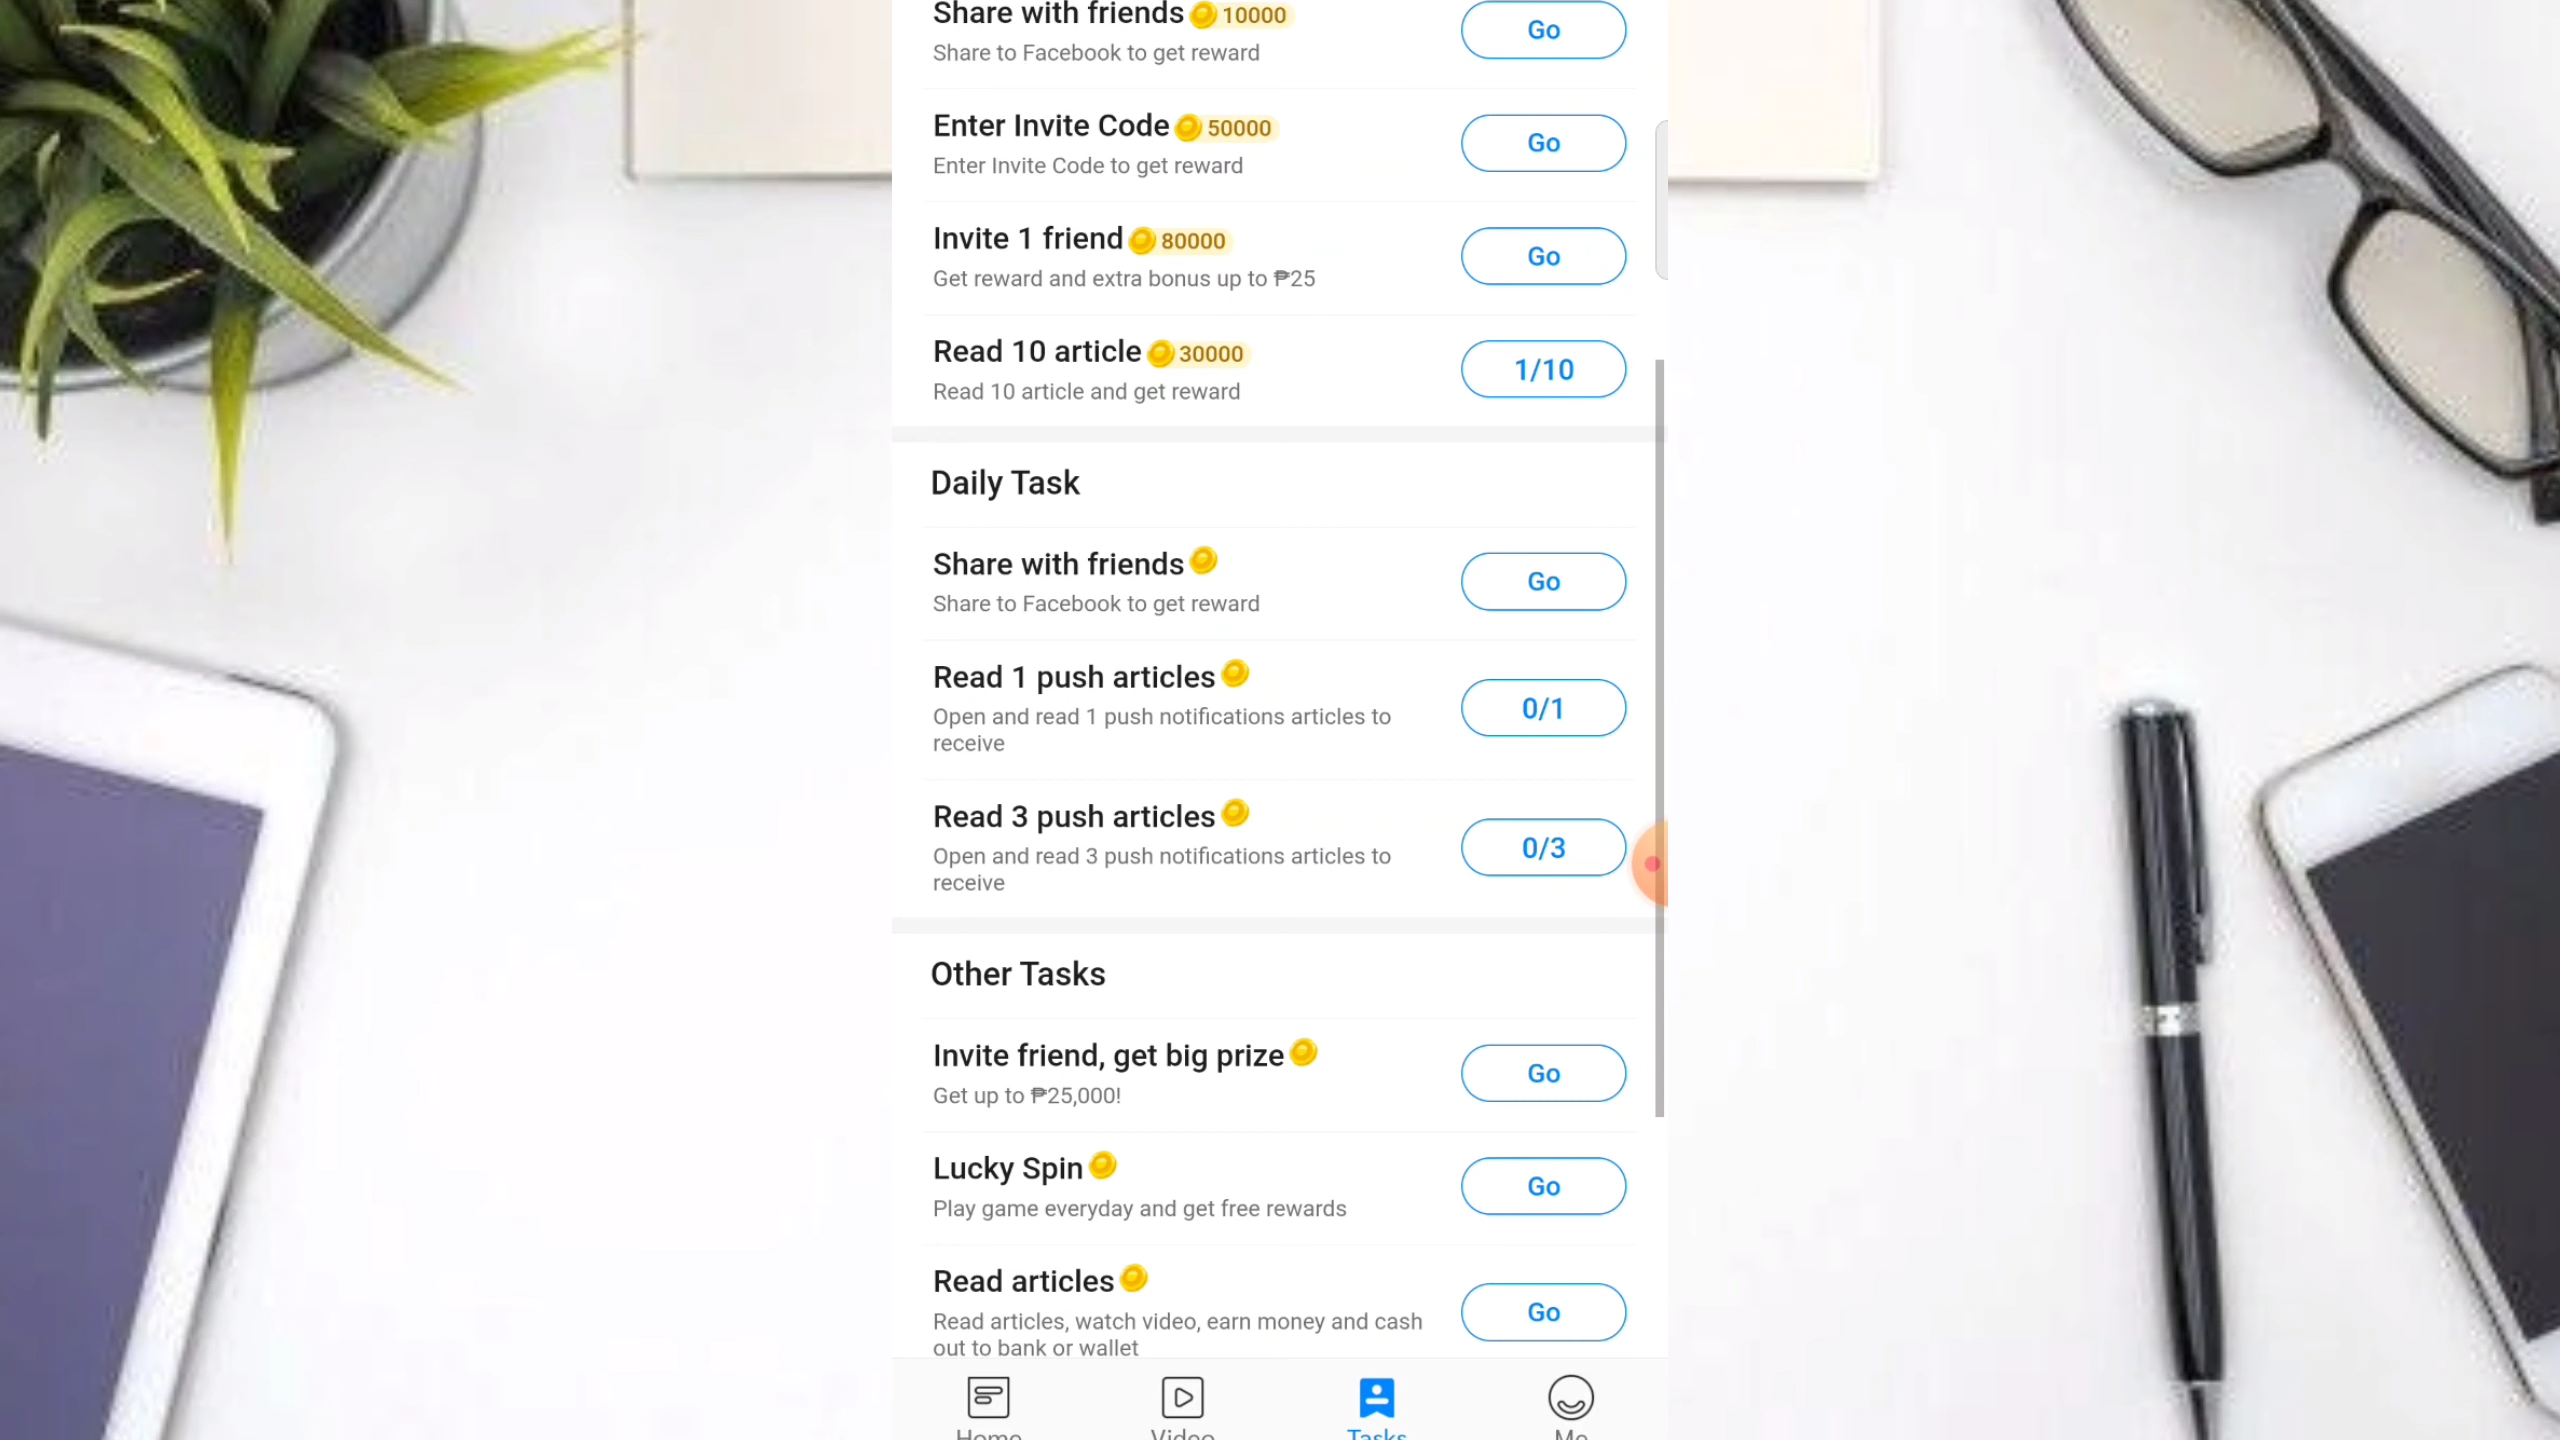 Share with friends 10000
Share to Facebook to get reward
Go
Enter Invite Code 50000
Enter Invite Code to get reward
Go
Invite 1 friend 80000
Get reward and extra bonus up to ₱25
Go
Read 10 article 30000
Read 10 article and get reward
1/10
Daily Task
Share with friends
Share to Facebook to get reward
Go
Read 1 push articles
Open and read 1 push notifications articles to
receive
0/1
Read 3 push articles
Open and read 3 push notifications articles to
receive
0/3
Other Tasks
Invite friend, get big prize
Get up to ₱25,000!
Go
Lucky Spin
Play game everyday and get free rewards
Go
Read articles
Read articles, watch video, earn money and cash
out to bank or wallet
Go
Home Video Tasks Me